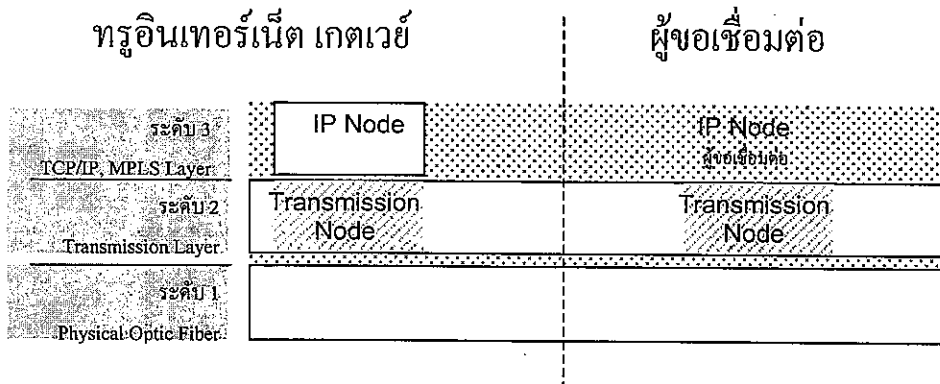 ทรูอินเทอร์เน็ต เกตเวย์
ผู้ขอเชื่อมต่อ
ระดับ 3
TCP/IP, MPLS Layer
IP Node
IP Node
ผู้ขอเชื่อมต่อ
ระดับ 2
Transmission Layer
Transmission
Node
Transmission
Node
ระดับ 1
Physical Optic Fiber